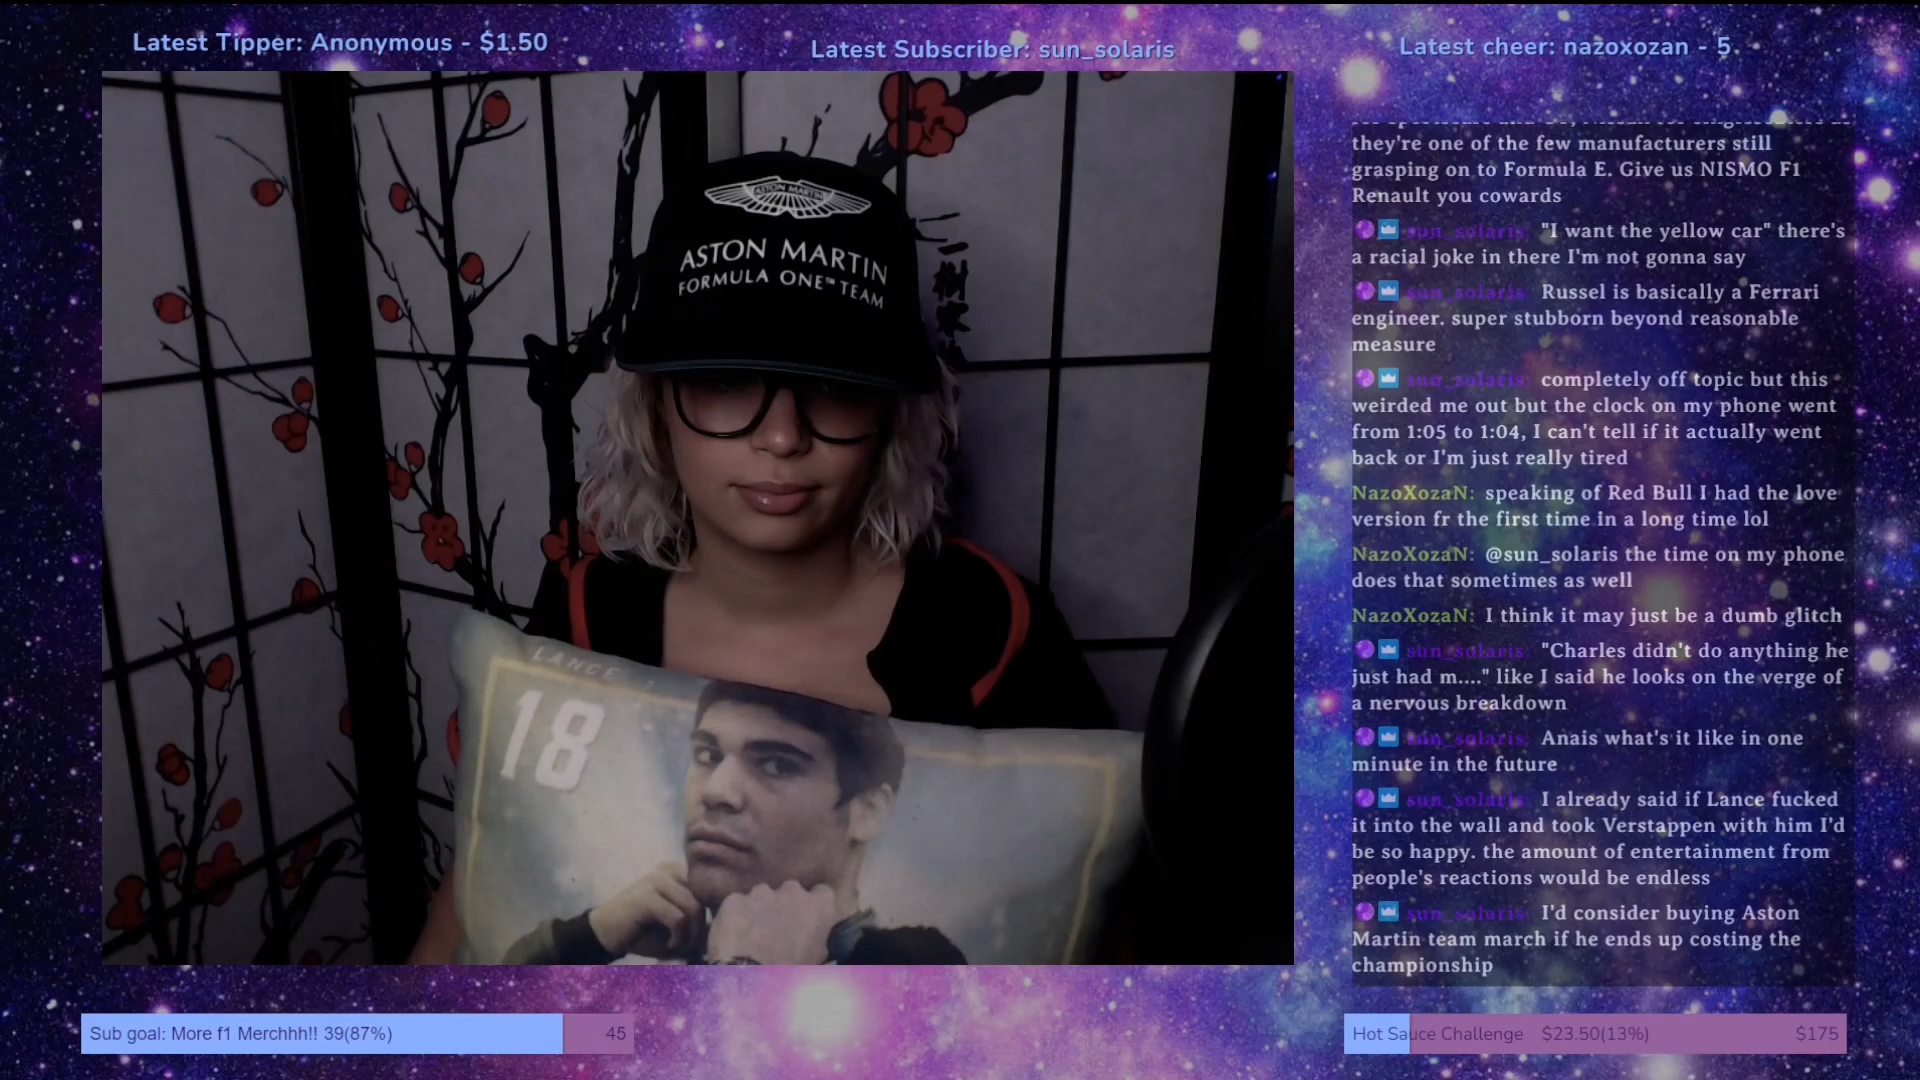 Latest Tipper: Anonymous - $1.50
Latest Subscriber: sun_solaris
Latest cheer: nazoxozan - 5
ASTON MARTIN
ASTON MARTIN
FORMULA ONE™ TEAM
LANCE
18
they're one of the few manufacturers still
grasping on to Formula E. Give us NISMO F1
Renault you cowards
sun_solaris: "I want the yellow car" there's
a racial joke in there I'm not gonna say
sun_solaris: Russel is basically a Ferrari
engineer. super stubborn beyond reasonable
measure
sun_solaris: completely off topic but this
weirded me out but the clock on my phone went
from 1:05 to 1:04, I can't tell if it actually went
back or I'm just really tired
NazoXozaN: speaking of Red Bull I had the love
version fr the first time in a long time lol
NazoXozaN: @sun_solaris the time on my phone
does that sometimes as well
NazoXozaN: I think it may just be a dumb glitch
sun_solaris: "Charles didn't do anything he
just had m...." like I said he looks on the verge of
a nervous breakdown
sun_solaris: Anais what's it like in one
minute in the future
sun_solaris: I already said if Lance fucked
it into the wall and took Verstappen with him I'd
be so happy. the amount of entertainment from
people's reactions would be endless
sun_solaris: I'd consider buying Aston
Martin team march if he ends up costing the
championship
Sub goal: More f1 Merchhh!! 39(87%) 45
Hot Sauce Challenge $23.50(13%) $175